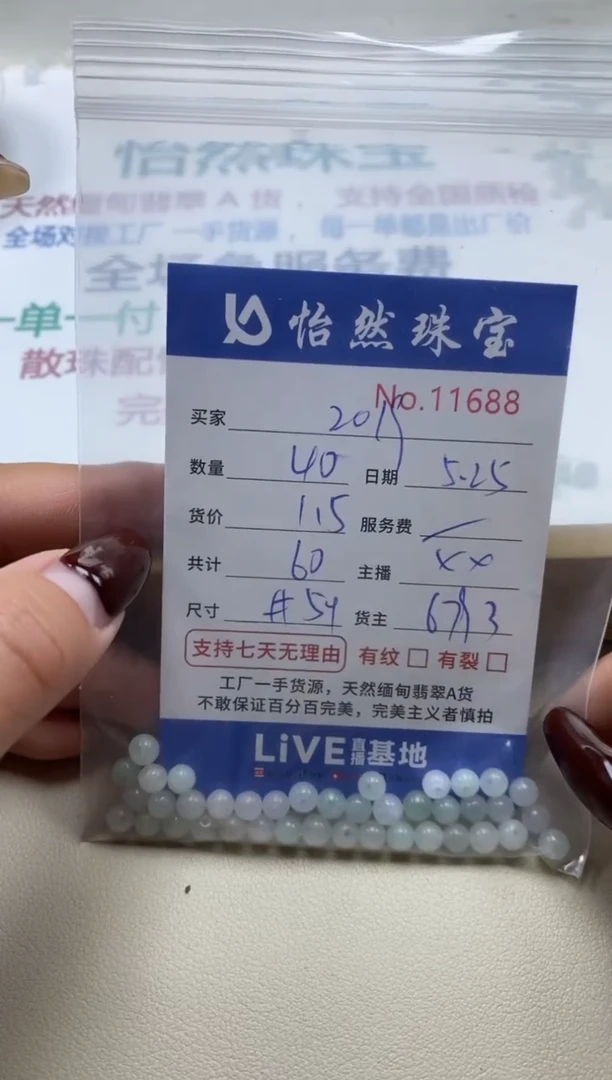 怡然珠宝
天然缅甸翡翠A货，支持全国质检
全场对接工厂一手货源，每一单都是出厂价
全场免服务费
一单一付
怡然珠宝
No.11688
买家
数量 40 日期 5.25
货价 1.5 服务费
共计 60 主播 XX
尺寸 #54 货主
支持七天无理由 有纹 有裂
工厂一手货源，天然缅甸翡翠A货
不敢保证百分百完美，完美主义者慎拍
LiVE直播基地